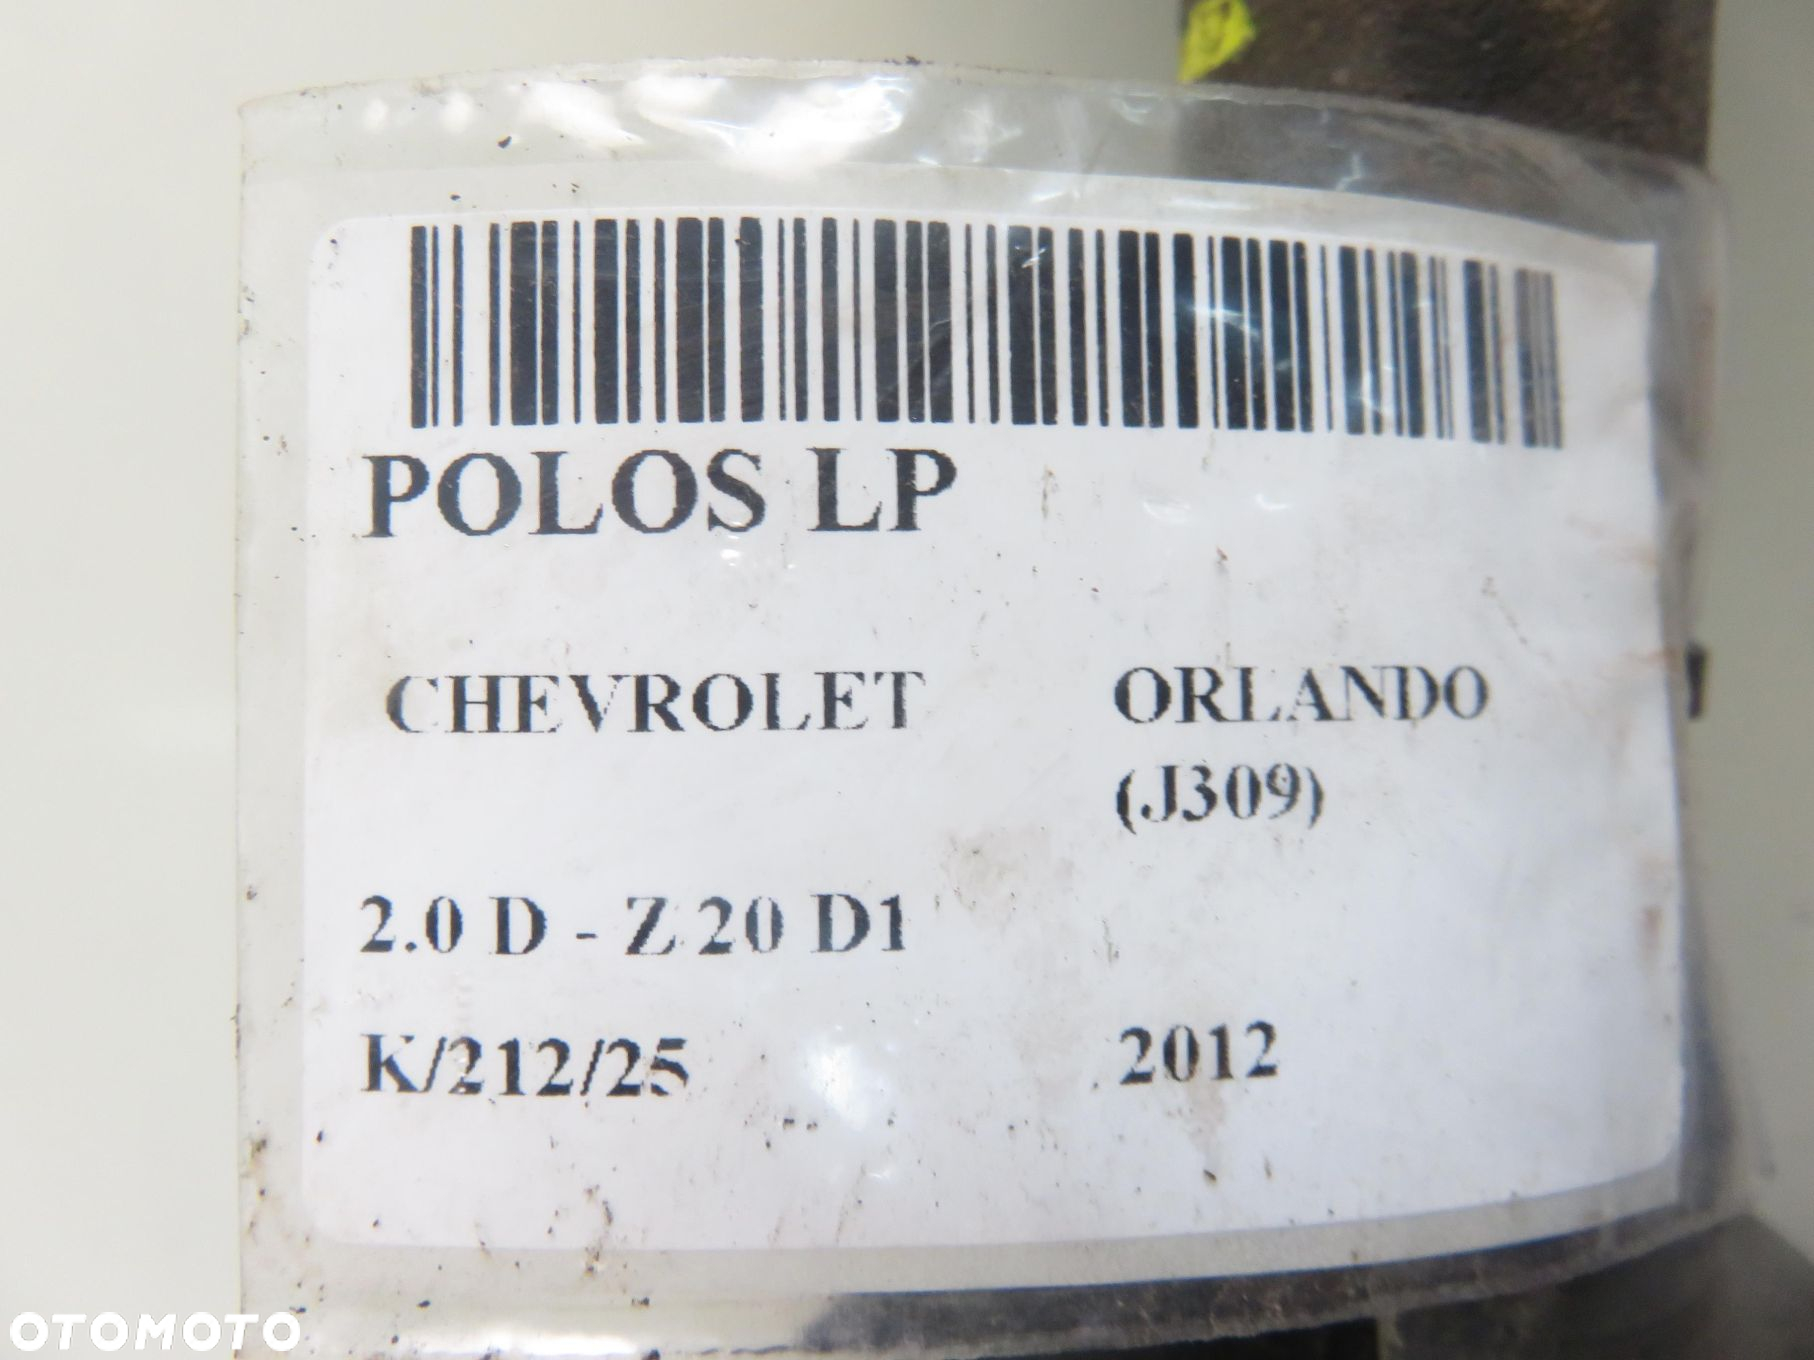 POLOS LP
CHEVROLET ORLANDO
(J309)
2.0 D - Z 20 D1
K/212/25 2012
OTOMOTO